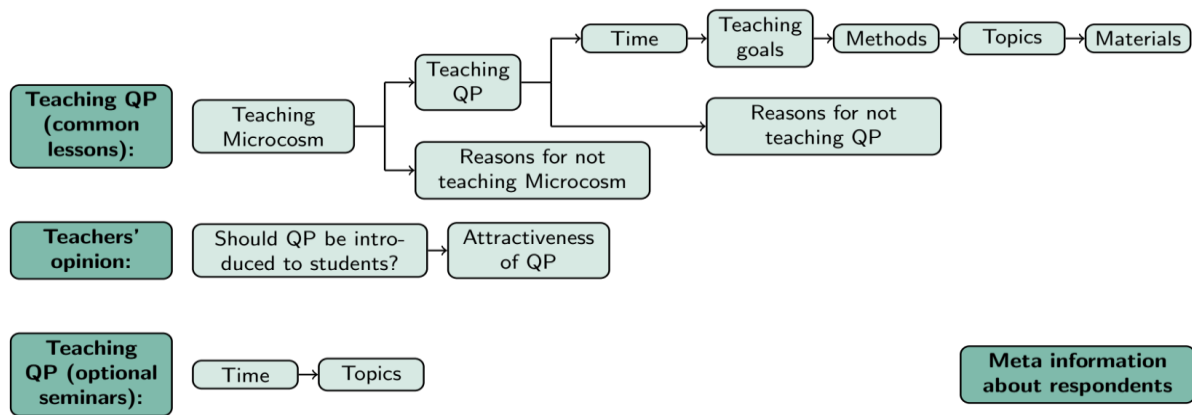 Teaching QP
(common
lessons):
Teaching
Microcosm
Teaching
QP
Time
Teaching
goals
Methods
Topics
Materials
Reasons for not
teaching QP
Reasons for not
teaching Microcosm
Teachers'
opinion:
Should QP be intro-
duced to students?
Attractiveness
of QP
Teaching
QP (optional
seminars):
Time
Topics
Meta information
about respondents